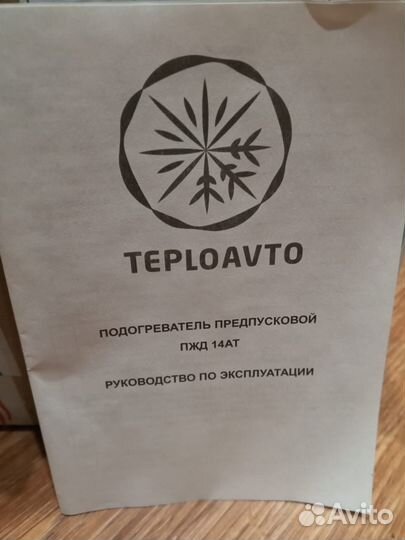 TEPLOAVTO
ПОДОГРЕВАТЕЛЬ ПРЕДПУСКОВОЙ
ПЖД 14АТ
РУКОВОДСТВО ПО ЭКСПЛУАТАЦИИ
Avito